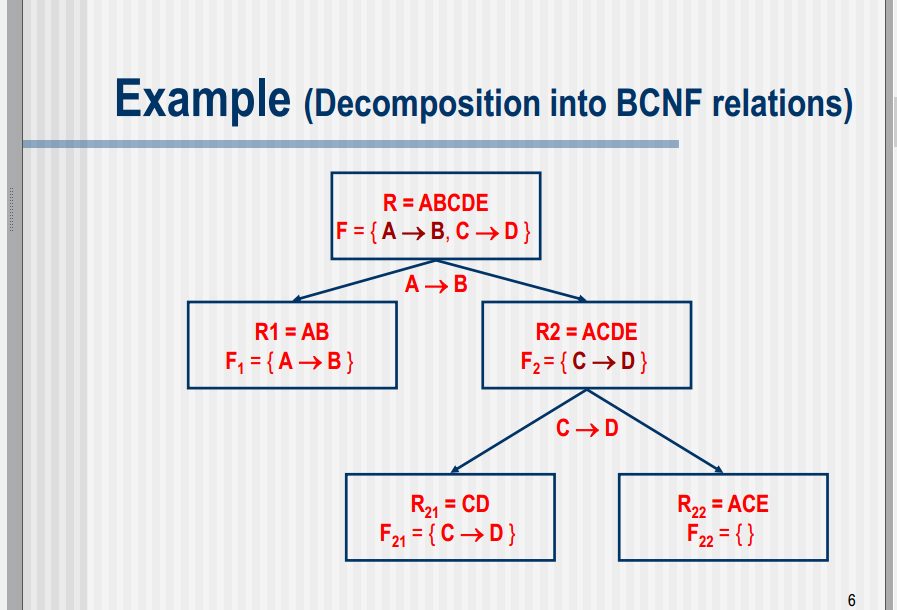 Example (Decomposition into BCNF relations)
R = ABCDE
F = { A → B, C → D }
A → B
R1 = AB
F₁ = { A → B }
R2 = ACDE
F₂ = { C → D }
C → D
R₂₁ = CD
F₂₁ = { C → D }
R₂₂ = ACE
F₂₂ = { }
6